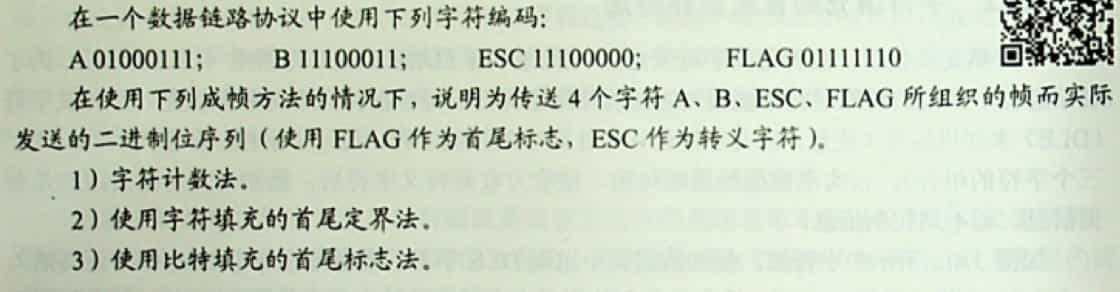 在一个数据链路协议中使用下列字符编码:
A 01000111; B 11100011; ESC 11100000; FLAG 01111110
在使用下列成帧方法的情况下，说明为传送 4 个字符 A、B、ESC、FLAG 所组织的帧而实际
发送的二进制位序列（使用 FLAG 作为首尾标志，ESC 作为转义字符）。
1）字符计数法。
2）使用字符填充的首尾定界法。
3）使用比特填充的首尾标志法。